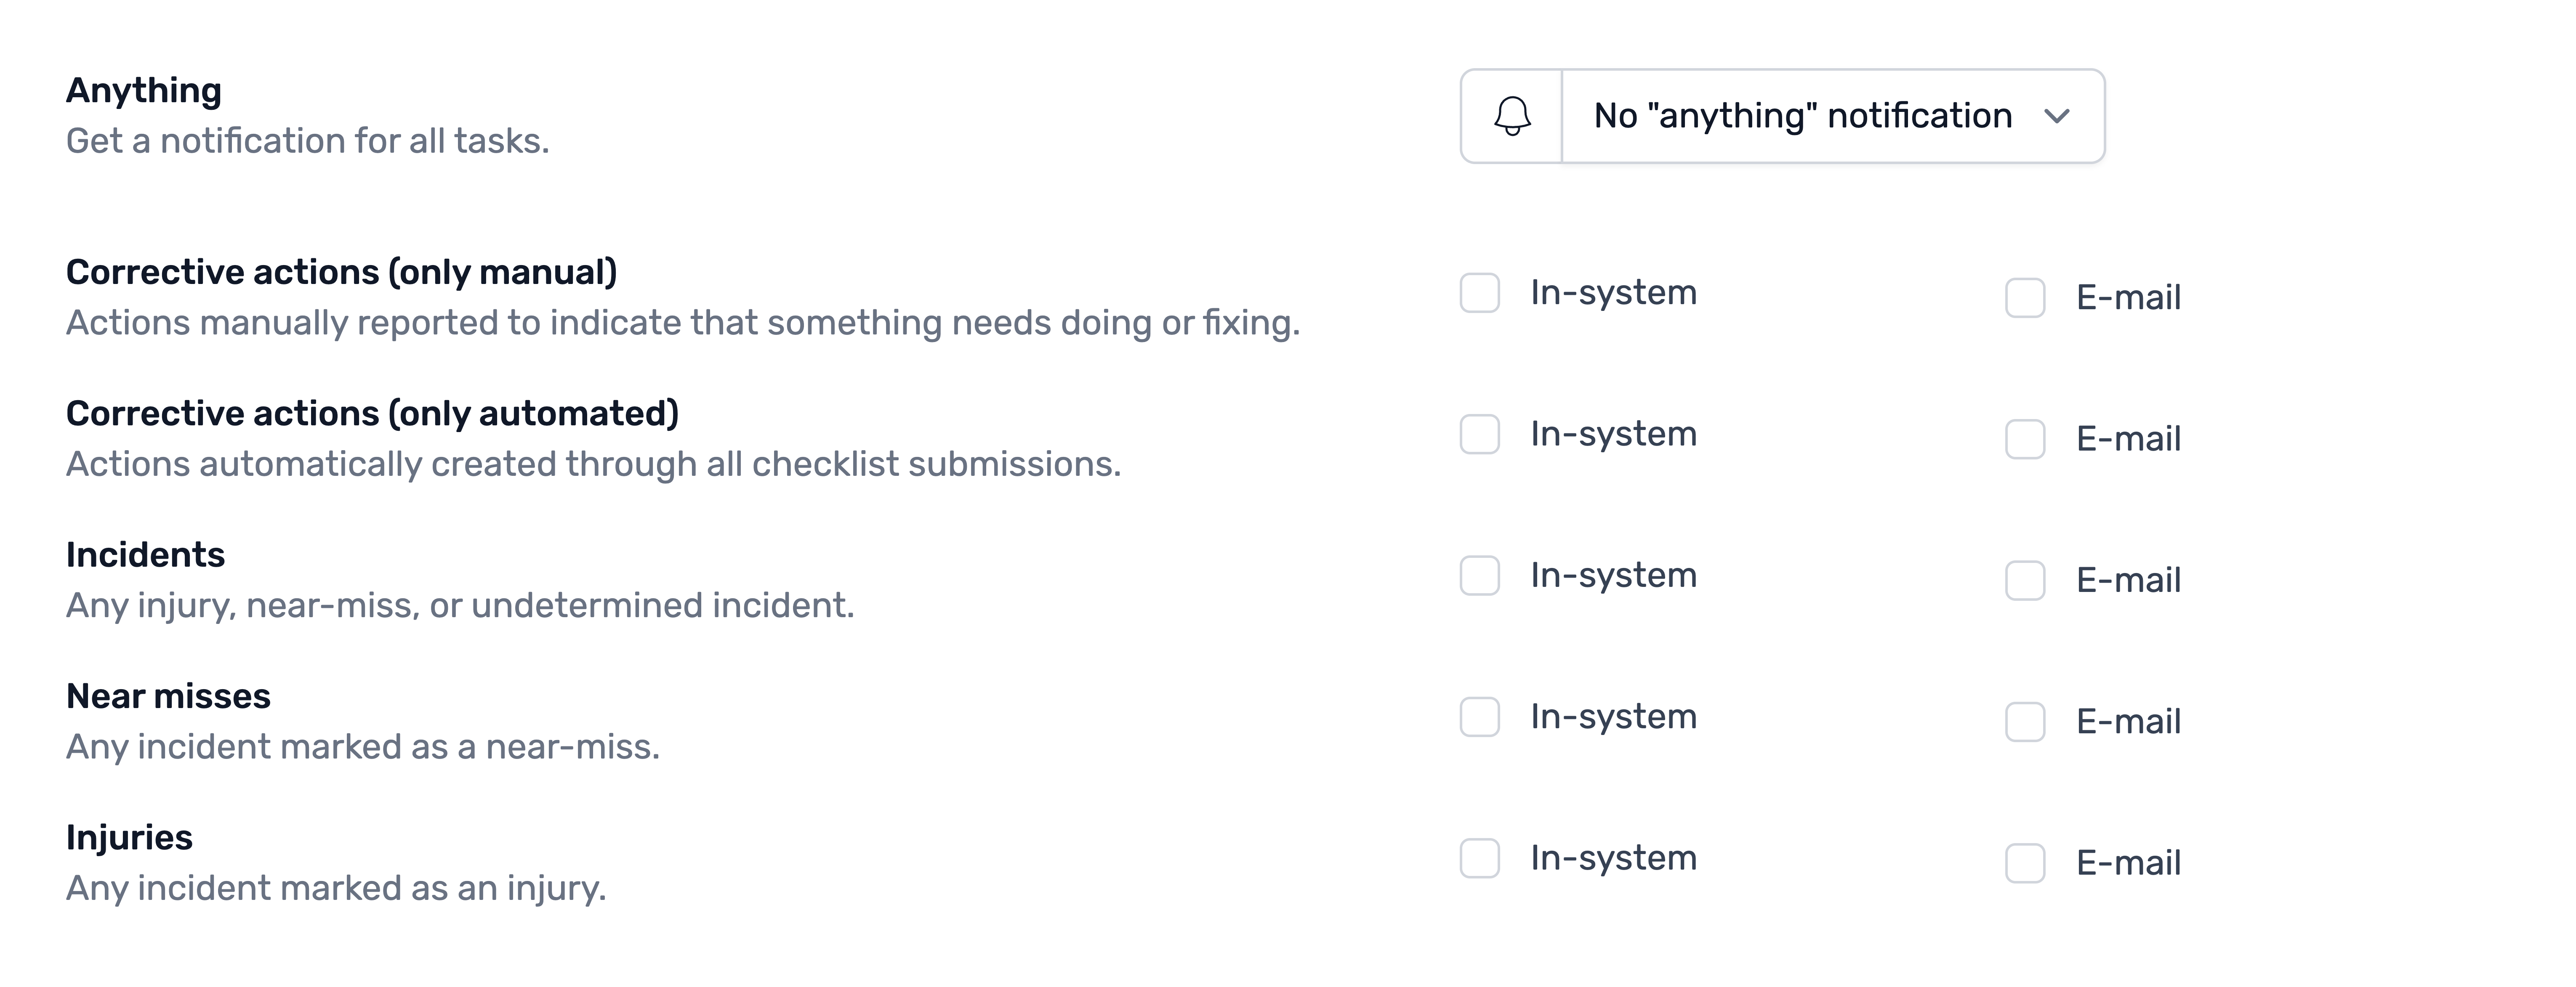 Anything
Get a notification for all tasks.
No "anything" notification
Corrective actions (only manual)
Actions manually reported to indicate that something needs doing or fixing.
In-system
E-mail
Corrective actions (only automated)
Actions automatically created through all checklist submissions.
In-system
E-mail
Incidents
Any injury, near-miss, or undetermined incident.
In-system
E-mail
Near misses
Any incident marked as a near-miss.
In-system
E-mail
Injuries
Any incident marked as an injury.
In-system
E-mail